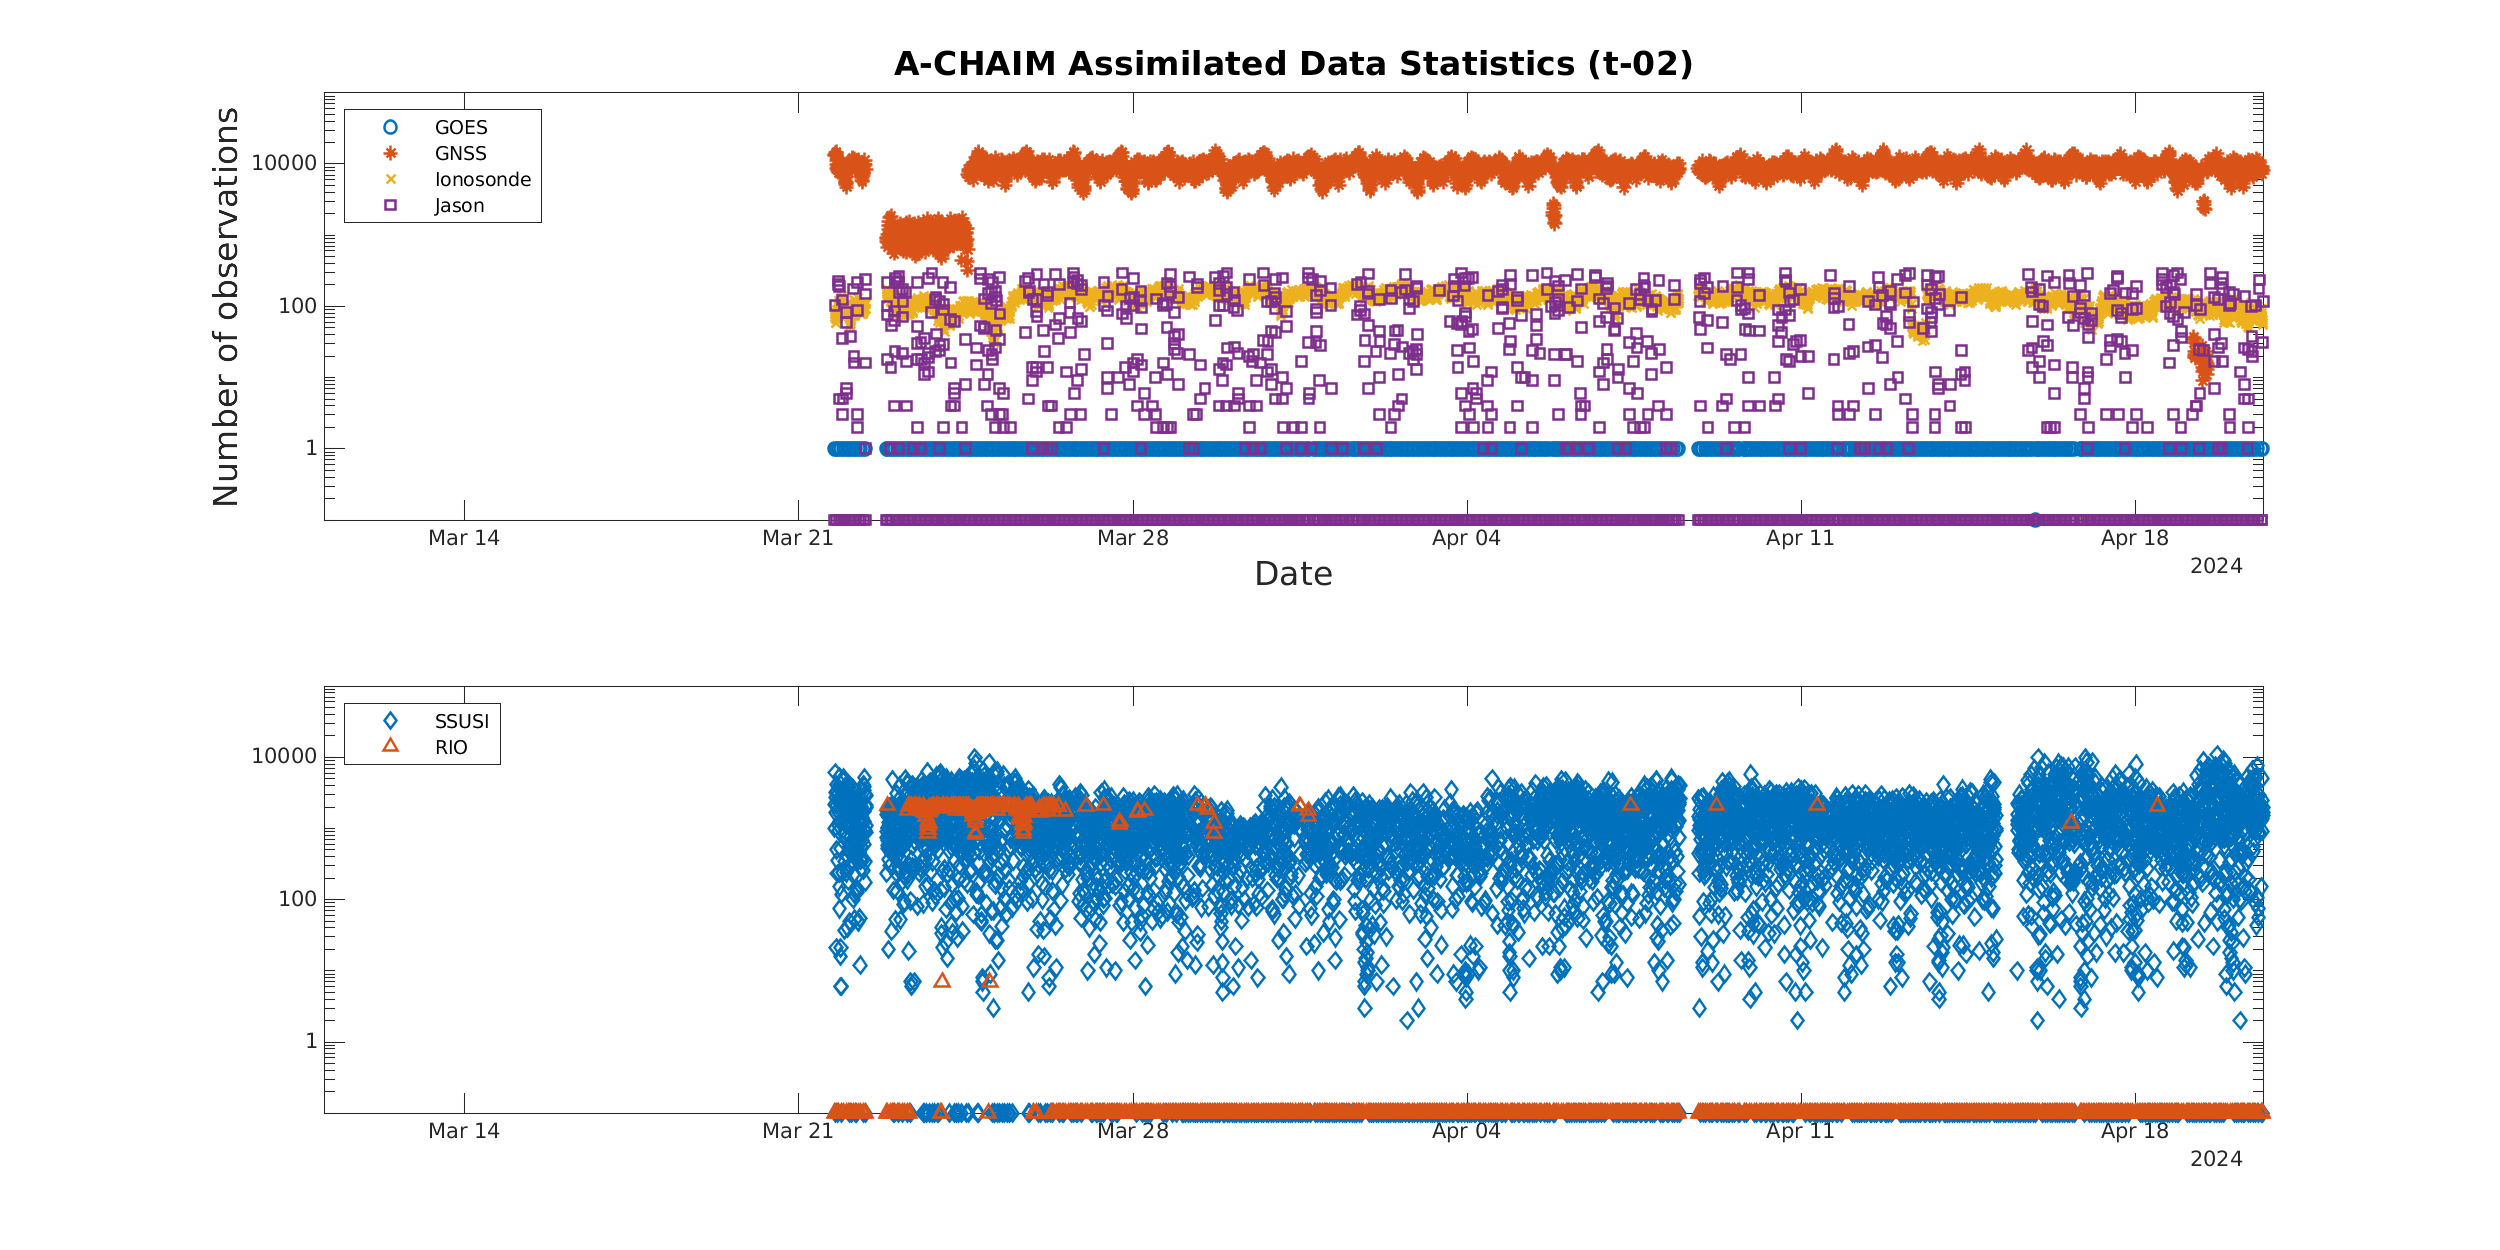 A-CHAIM Assimilated Data Statistics (t-02)
Number of observations
10000
100
1
GOES
GNSS
Ionosonde
Jason
Mar 14
Mar 21
Mar 28
Apr 04
Apr 11
Apr 18
2024
Date
10000
100
1
SSUSI
RIO
Mar 14
Mar 21
Mar 28
Apr 04
Apr 11
Apr 18
2024